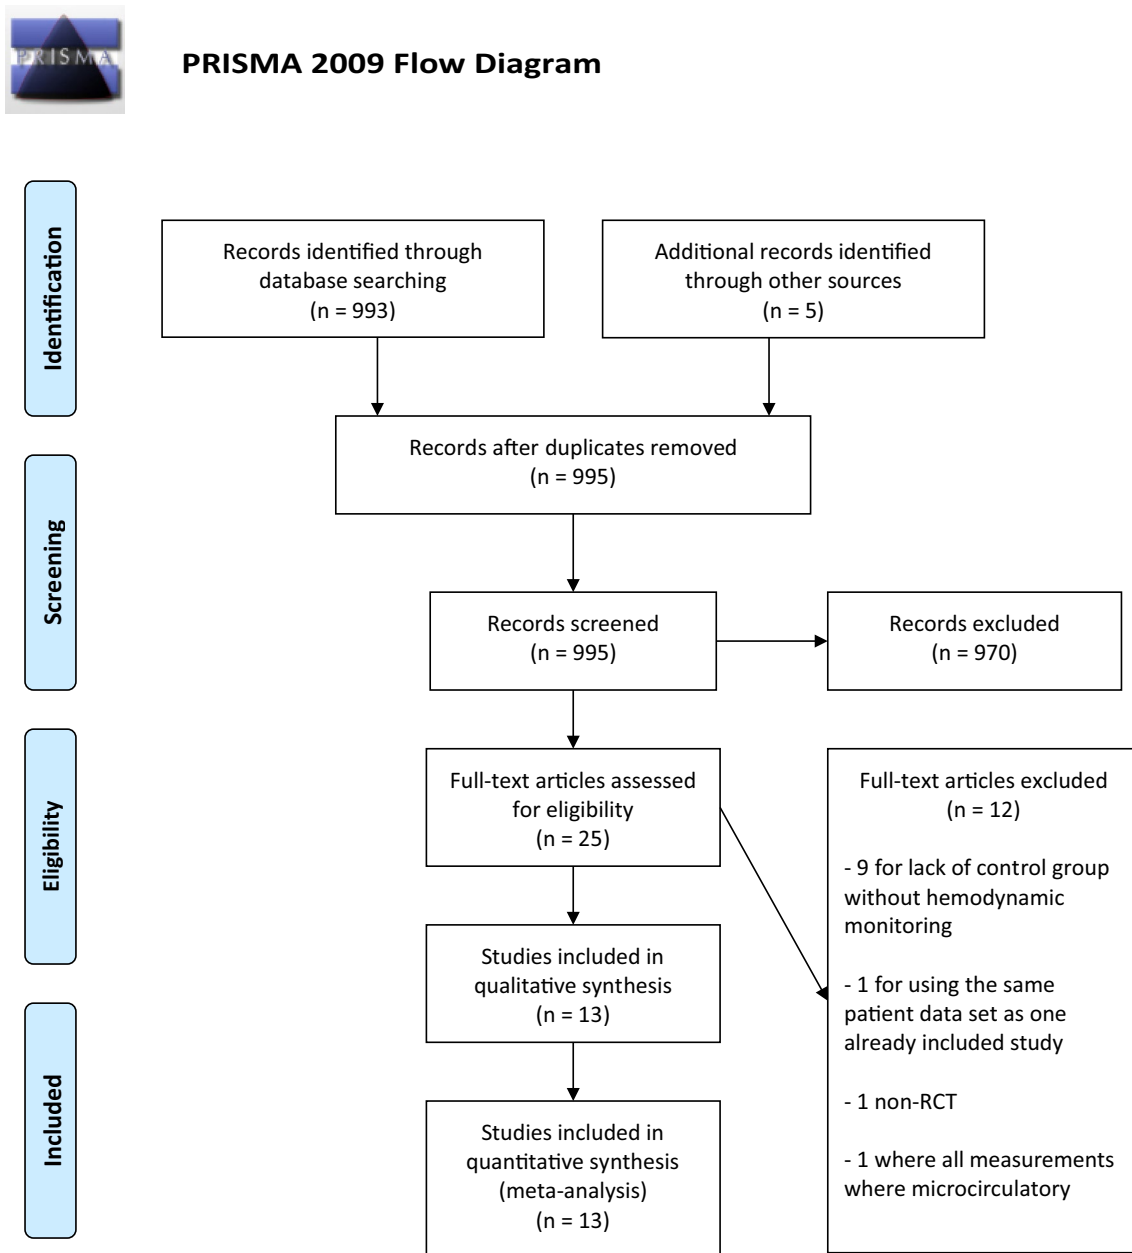 PRISMA
PRISMA 2009 Flow Diagram
Identification
Records identified through
database searching
(n = 993)
Additional records identified
through other sources
(n = 5)
Records after duplicates removed
(n = 995)
Screening
Records screened
(n = 995)
Records excluded
(n = 970)
Eligibility
Full-text articles assessed
for eligibility
(n = 25)
Full-text articles excluded
(n = 12)
- 9 for lack of control group
without hemodynamic
monitoring
- 1 for using the same
patient data set as one
already included study
- 1 non-RCT
- 1 where all measurements
where microcirculatory
Studies included in
qualitative synthesis
(n = 13)
Included
Studies included in
quantitative synthesis
(meta-analysis)
(n = 13)